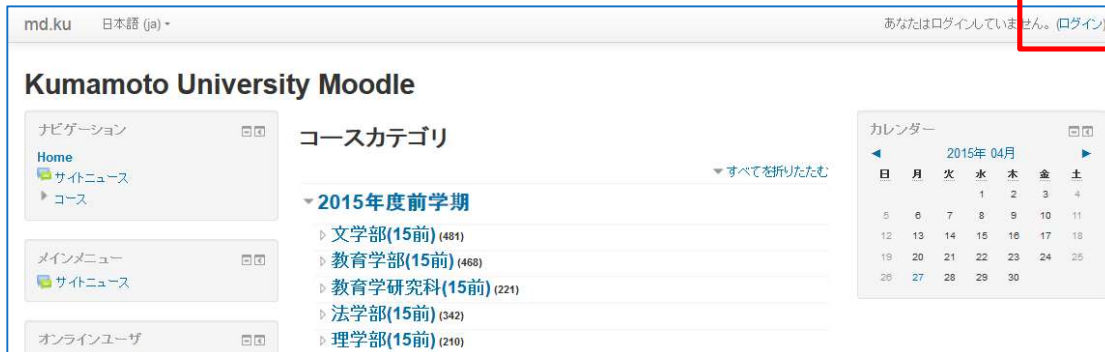 md.ku 日本語 (ja)
あなたはログインしていません。(ログイン)
Kumamoto University Moodle
ナビゲーション
Home
サイトニュース
コース
メインメニュー
サイトニュース
オンラインユーザ
コースカテゴリ
すべてを折りたたむ
2015年度前学期
文学部(15前) (481)
教育学部(15前) (468)
教育学研究科(15前) (221)
法学部(15前) (342)
理学部(15前) (210)
カレンダー
2015年 04月
日 月 火 水 木 金 土
1 2 3 4
5 6 7 8 9 10 11
12 13 14 15 16 17 18
19 20 21 22 23 24 25
26 27 28 29 30